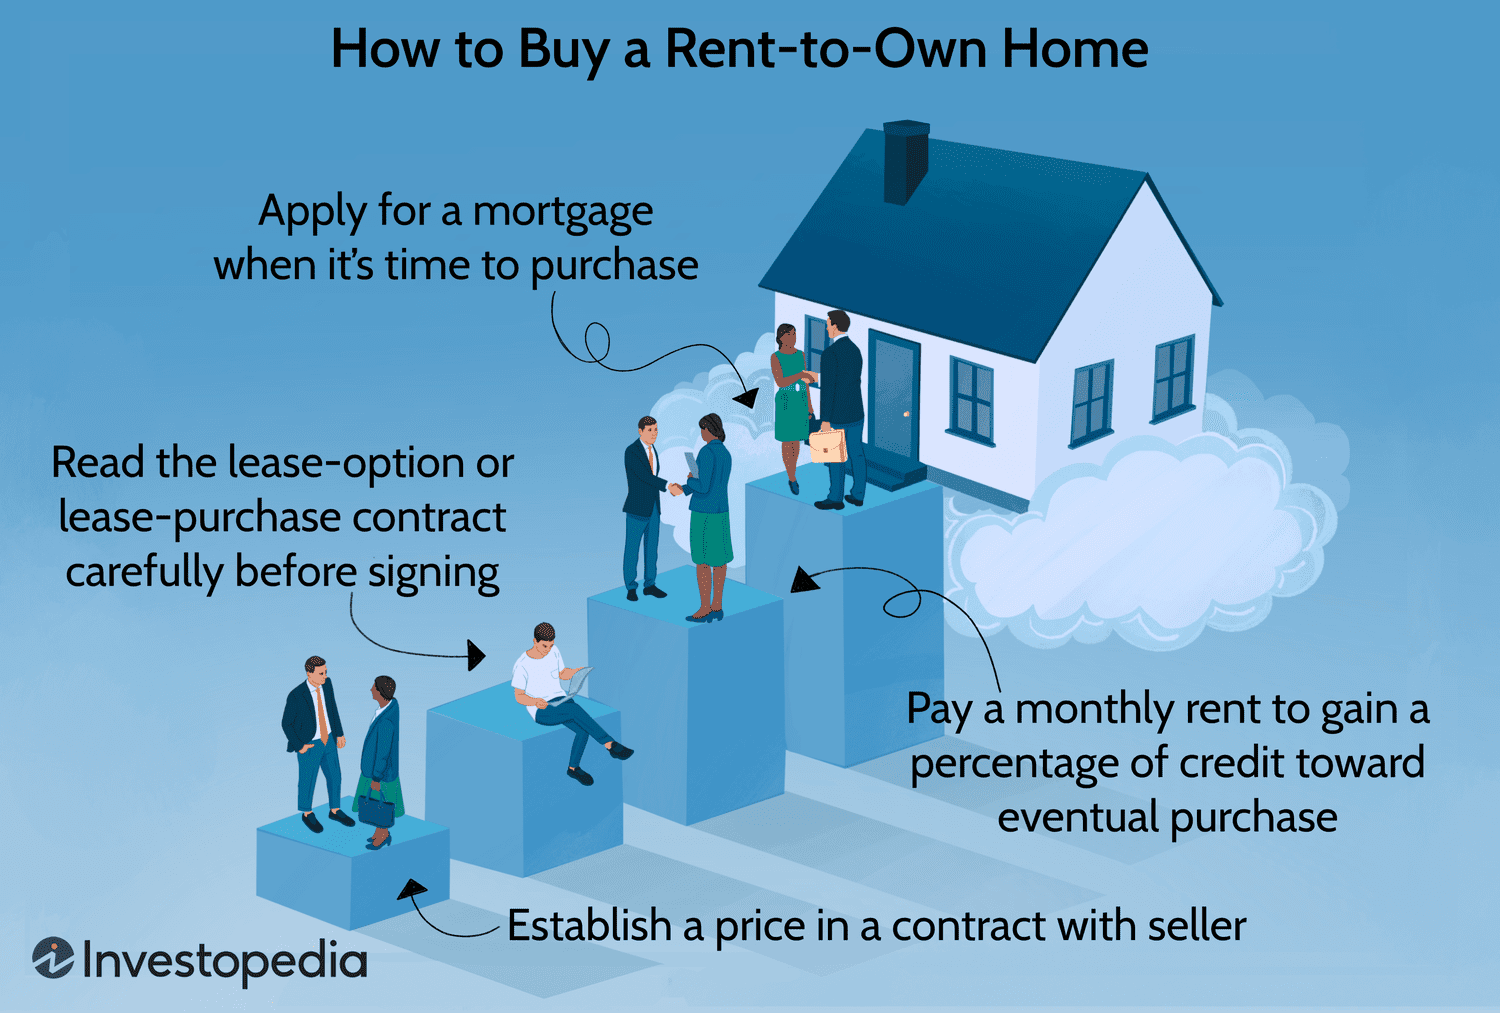 How to Buy a Rent-to-Own Home
Apply for a mortgage
when it's time to purchase
Read the lease-option or
lease-purchase contract
carefully before signing
Pay a monthly rent to gain a
percentage of credit toward
eventual purchase
Establish a price in a contract with seller
Investopedia